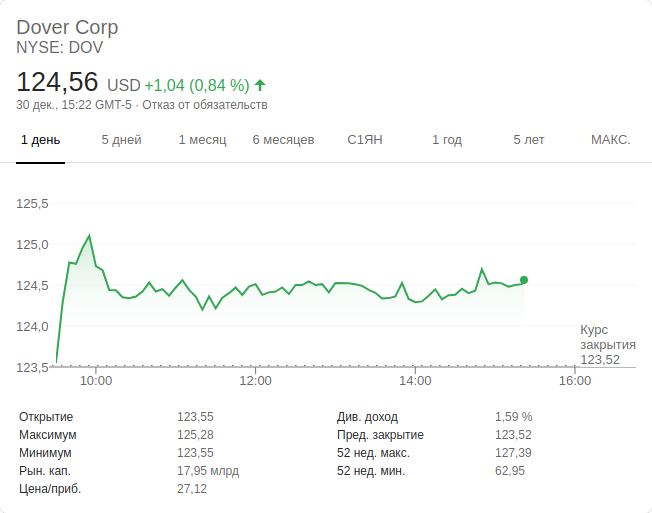 Dover Corp
NYSE: DOV
124,56 USD +1,04 (0,84 %)
30 дек., 15:22 GMT-5 · Отказ от обязательств
1 день 5 дней 1 месяц 6 месяцев С1ЯН 1 год 5 лет МАКС.
125,5
125,0
124,5
124,0
Курс
закрытия
123,52
123,5
10:00 12:00 14:00 16:00
Открытие 123,55 Див. доход 1,59 %
Максимум 125,28 Пред. закрытие 123,52
Минимум 123,55 52 нед. макс. 127,39
Рын. кап. 17,95 млрд 52 нед. мин. 62,95
Цена/приб. 27,12